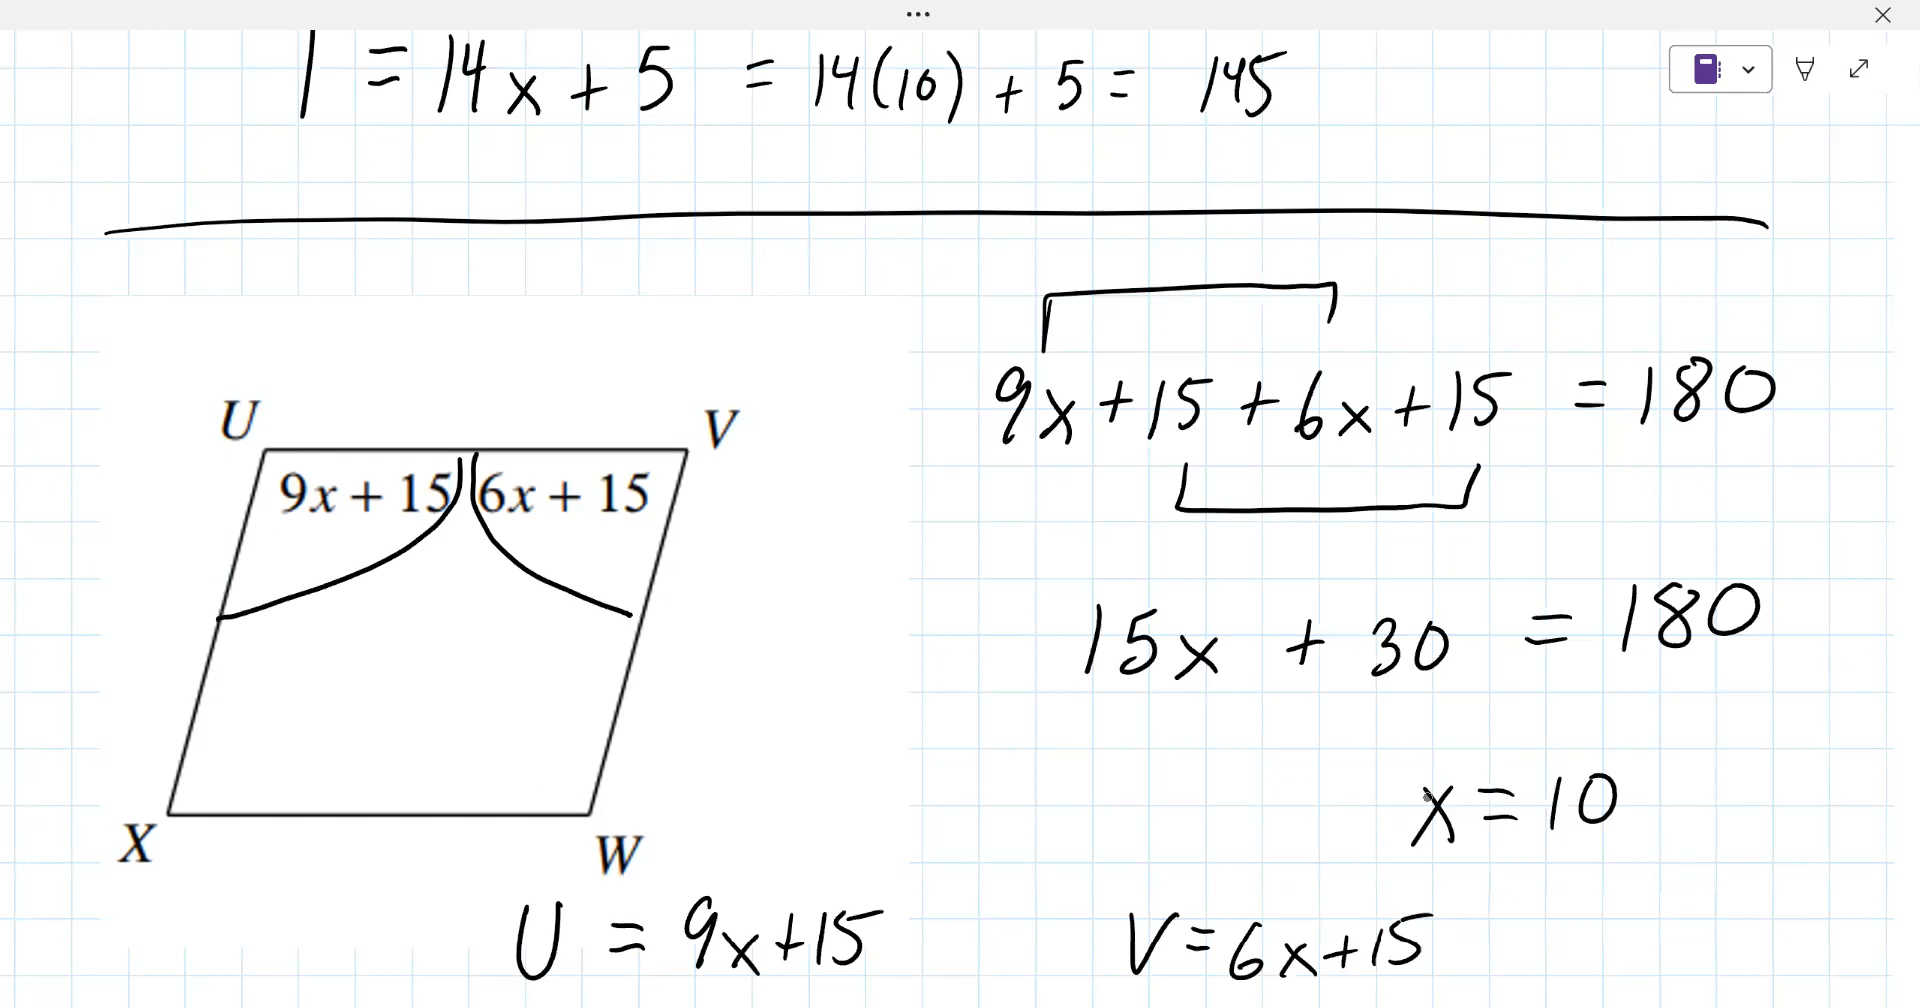 = 14x + 5 = 14(10) + 5 = 145
9x + 15 + 6x + 15 = 180
U V
9x + 15 6x + 15
15x + 30 = 180
x = 10
X W
U = 9x + 15 V = 6x + 15